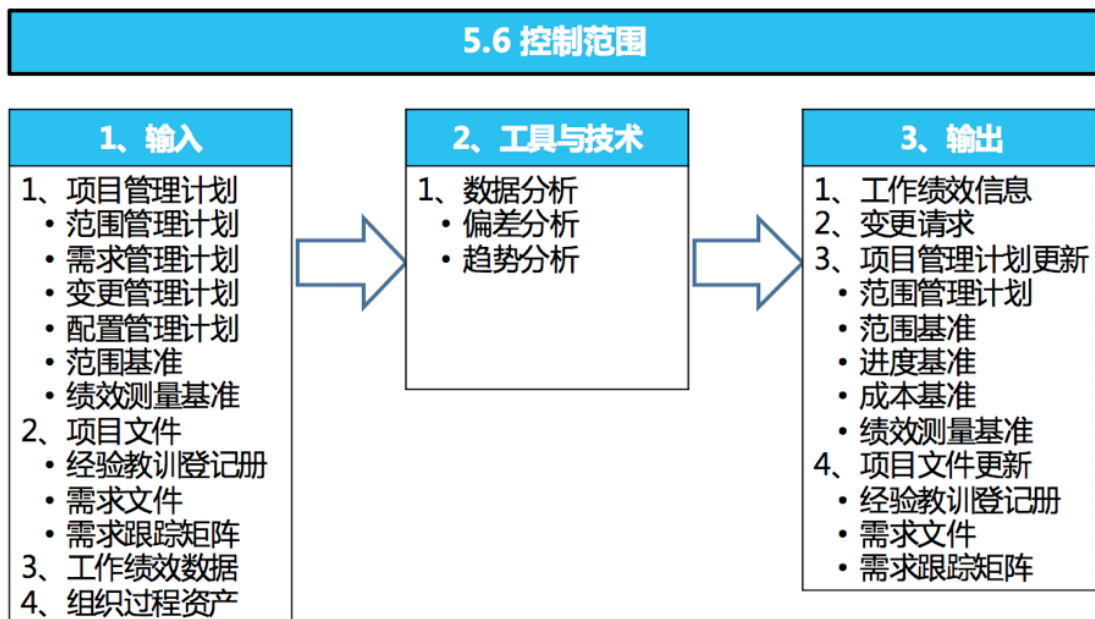 5.6 控制范围
1、输入
1、项目管理计划
• 范围管理计划
• 需求管理计划
• 变更管理计划
• 配置管理计划
• 范围基准
• 绩效测量基准
2、项目文件
• 经验教训登记册
• 需求文件
• 需求跟踪矩阵
3、工作绩效数据
4、组织过程资产
2、工具与技术
1、数据分析
• 偏差分析
• 趋势分析
3、输出
1、工作绩效信息
2、变更请求
3、项目管理计划更新
• 范围管理计划
• 范围基准
• 进度基准
• 成本基准
• 绩效测量基准
4、项目文件更新
• 经验教训登记册
• 需求文件
• 需求跟踪矩阵